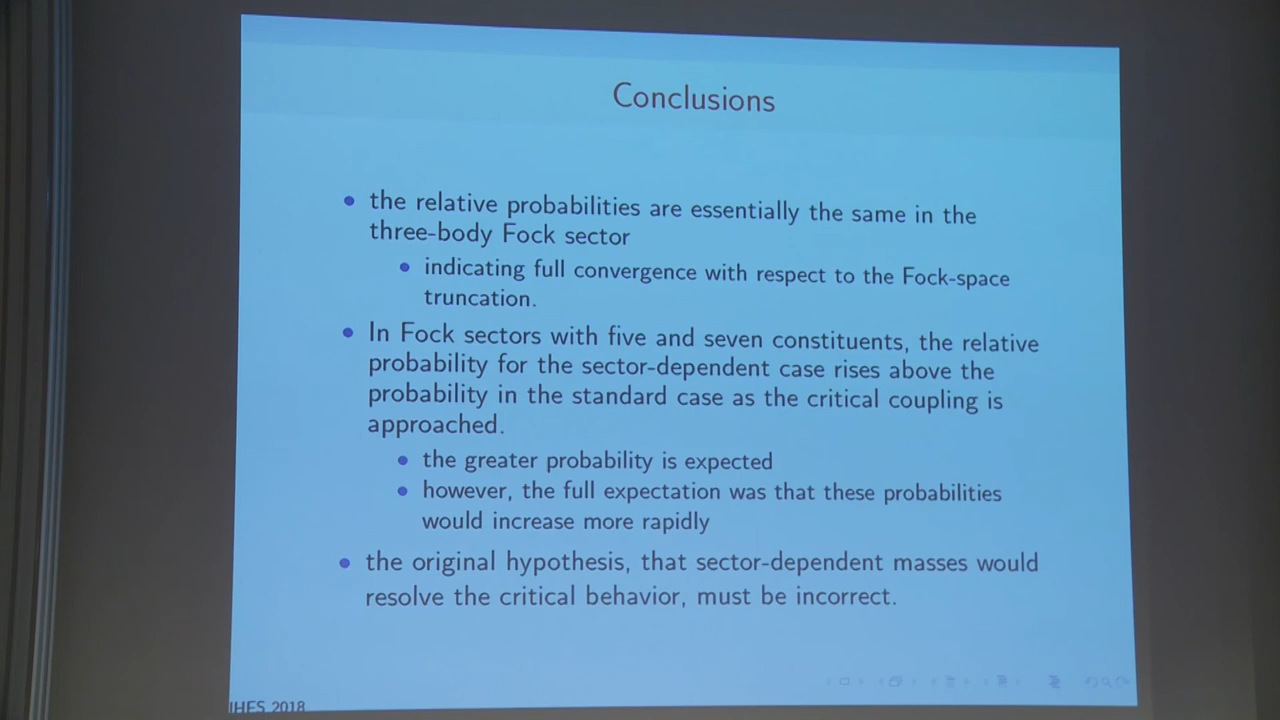 Conclusions
the relative probabilities are essentially the same in the
three-body Fock sector
indicating full convergence with respect to the Fock-space
truncation.
In Fock sectors with five and seven constituents, the relative
probability for the sector-dependent case rises above the
probability in the standard case as the critical coupling is
approached.
the greater probability is expected
however, the full expectation was that these probabilities
would increase more rapidly
the original hypothesis, that sector-dependent masses would
resolve the critical behavior, must be incorrect.
IHES 2018